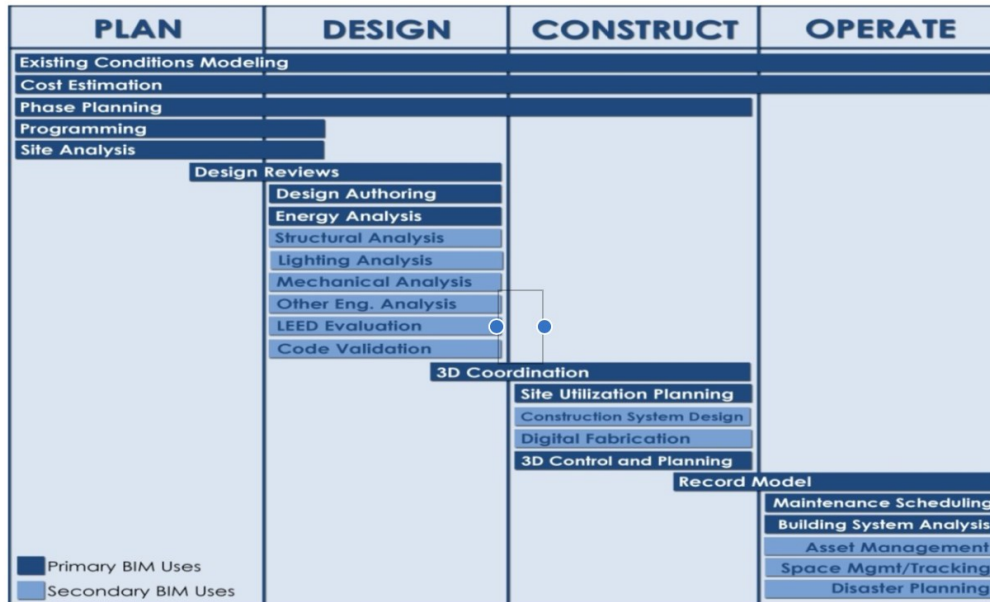 PLAN DESIGN CONSTRUCT OPERATE
Existing Conditions Modeling
Cost Estimation
Phase Planning
Programming
Site Analysis
Design Reviews
Design Authoring
Energy Analysis
Structural Analysis
Lighting Analysis
Mechanical Analysis
Other Eng. Analysis
LEED Evaluation
Code Validation
3D Coordination
Site Utilization Planning
Construction System Design
Digital Fabrication
3D Control and Planning
Record Model
Maintenance Scheduling
Building System Analysis
Asset Management
Space Mgmt/Tracking
Disaster Planning
Primary BIM Uses
Secondary BIM Uses